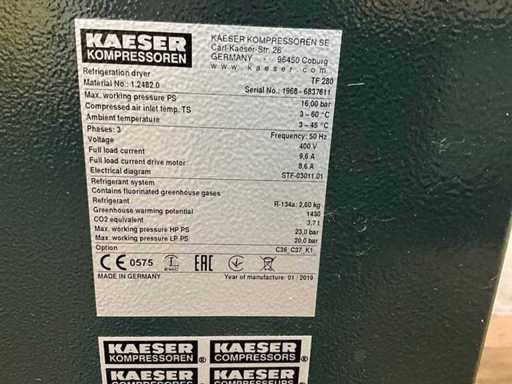 KAESER
KOMPRESSOREN
KAESER KOMPRESSOREN SE
Carl-Kaeser-Str. 26
GERMANY - 96450 Coburg
www.kaeser.com
Refrigeration dryer TF 280
Material No.: 1.2482.0 Serial No.: 1968 - 6837611
Max. working pressure PS 16,00 bar
Compressed air inlet temp. TS 3 – 60 °C
Ambient temperature 3 – 45 °C
Phases: 3 Frequency: 50 Hz
400 V
Full load current 9,6 A
Full load current drive motor 8,6 A
Electrical diagram STF-03011.01
Refrigerant system
Contains fluorinated greenhouse gases
Refrigerant R-134a: 2,60 kg
Greenhouse warming potential 1430
CO2 equivalent 3,7 t
Max. working pressure HP PS 23,0 bar
Max. working pressure LP PS 20,0 bar
Option C36_C37_K1
CE 0575 EAC
MADE IN GERMANY Year of manufacture: 01 / 2019
KAESER KAESER
KOMPRESSOREN® COMPRESSORS®
KAESER KAESER
COMPRESSEURS